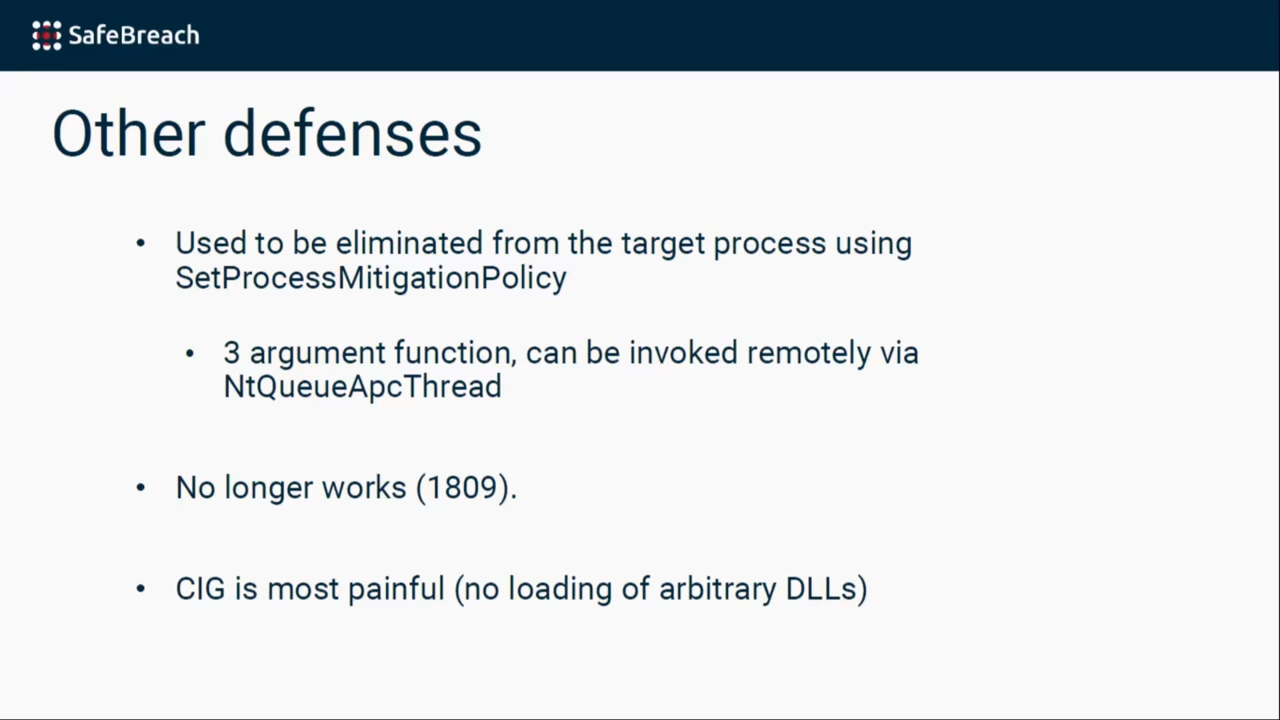 SafeBreach
Other defenses
• Used to be eliminated from the target process using
SetProcessMitigationPolicy
• 3 argument function, can be invoked remotely via
NtQueueApcThread
• No longer works (1809).
• CIG is most painful (no loading of arbitrary DLLs)